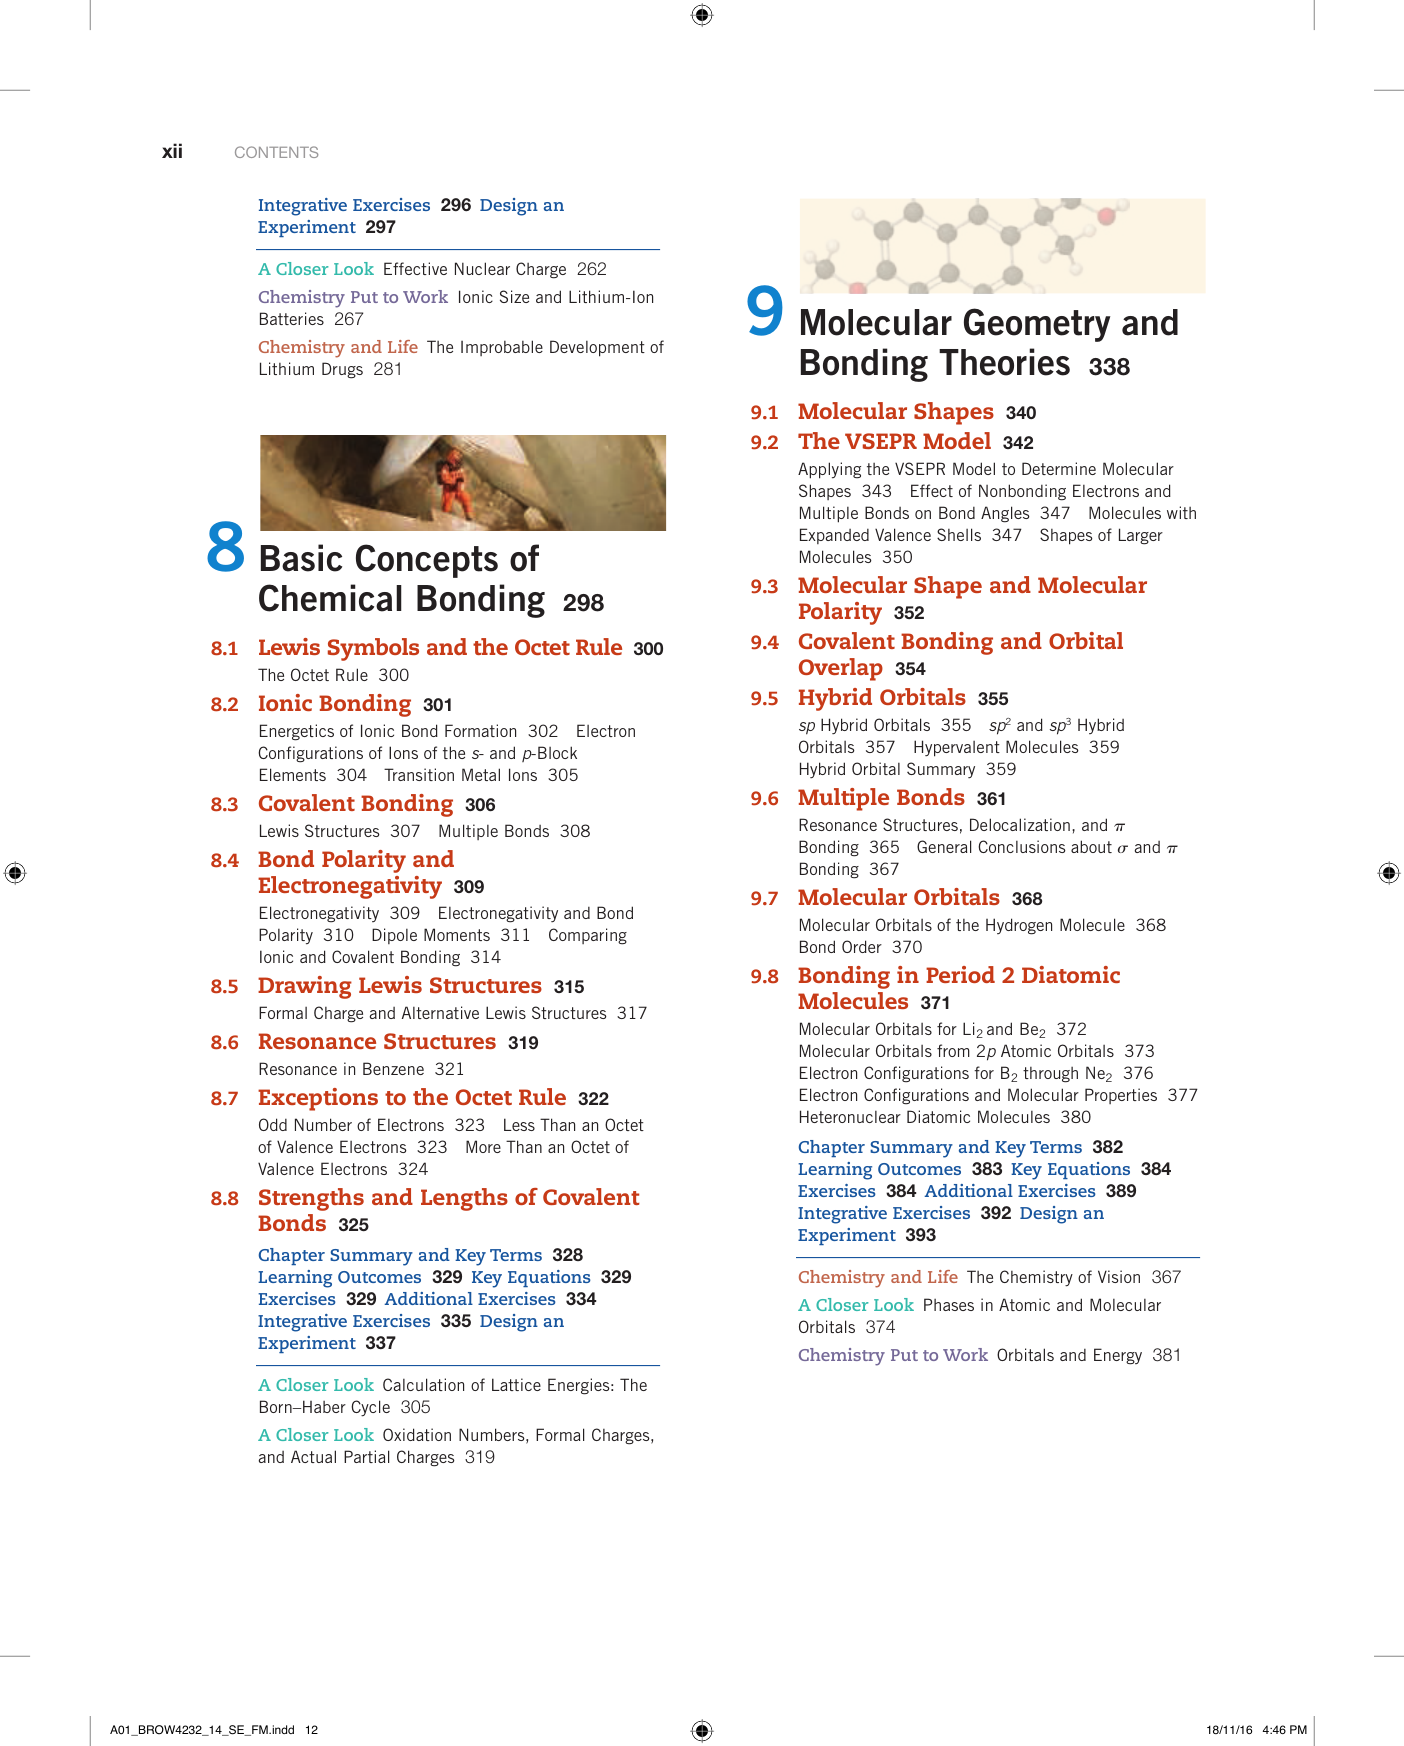 xii CONTENTS
Integrative Exercises 296 Design an
Experiment 297
A Closer Look Effective Nuclear Charge 262
Chemistry Put to Work Ionic Size and Lithium-Ion
Batteries 267
Chemistry and Life The Improbable Development of
Lithium Drugs 281
8 Basic Concepts of
Chemical Bonding 298
8.1 Lewis Symbols and the Octet Rule 300
The Octet Rule 300
8.2 Ionic Bonding 301
Energetics of Ionic Bond Formation 302 Electron
Configurations of Ions of the s- and p-Block
Elements 304 Transition Metal Ions 305
8.3 Covalent Bonding 306
Lewis Structures 307 Multiple Bonds 308
8.4 Bond Polarity and
Electronegativity 309
Electronegativity 309 Electronegativity and Bond
Polarity 310 Dipole Moments 311 Comparing
Ionic and Covalent Bonding 314
8.5 Drawing Lewis Structures 315
Formal Charge and Alternative Lewis Structures 317
8.6 Resonance Structures 319
Resonance in Benzene 321
8.7 Exceptions to the Octet Rule 322
Odd Number of Electrons 323 Less Than an Octet
of Valence Electrons 323 More Than an Octet of
Valence Electrons 324
8.8 Strengths and Lengths of Covalent
Bonds 325
Chapter Summary and Key Terms 328
Learning Outcomes 329 Key Equations 329
Exercises 329 Additional Exercises 334
Integrative Exercises 335 Design an
Experiment 337
A Closer Look Calculation of Lattice Energies: The
Born–Haber Cycle 305
A Closer Look Oxidation Numbers, Formal Charges,
and Actual Partial Charges 319
9 Molecular Geometry and
Bonding Theories 338
9.1 Molecular Shapes 340
9.2 The VSEPR Model 342
Applying the VSEPR Model to Determine Molecular
Shapes 343 Effect of Nonbonding Electrons and
Multiple Bonds on Bond Angles 347 Molecules with
Expanded Valence Shells 347 Shapes of Larger
Molecules 350
9.3 Molecular Shape and Molecular
Polarity 352
9.4 Covalent Bonding and Orbital
Overlap 354
9.5 Hybrid Orbitals 355
sp Hybrid Orbitals 355 sp² and sp³ Hybrid
Orbitals 357 Hypervalent Molecules 359
Hybrid Orbital Summary 359
9.6 Multiple Bonds 361
Resonance Structures, Delocalization, and π
Bonding 365 General Conclusions about σ and π
Bonding 367
9.7 Molecular Orbitals 368
Molecular Orbitals of the Hydrogen Molecule 368
Bond Order 370
9.8 Bonding in Period 2 Diatomic
Molecules 371
Molecular Orbitals for Li₂ and Be₂ 372
Molecular Orbitals from 2p Atomic Orbitals 373
Electron Configurations for B₂ through Ne₂ 376
Electron Configurations and Molecular Properties 377
Heteronuclear Diatomic Molecules 380
Chapter Summary and Key Terms 382
Learning Outcomes 383 Key Equations 384
Exercises 384 Additional Exercises 389
Integrative Exercises 392 Design an
Experiment 393
Chemistry and Life The Chemistry of Vision 367
A Closer Look Phases in Atomic and Molecular
Orbitals 374
Chemistry Put to Work Orbitals and Energy 381
A01_BROW4232_14_SE_FM.indd 12 18/11/16 4:46 PM